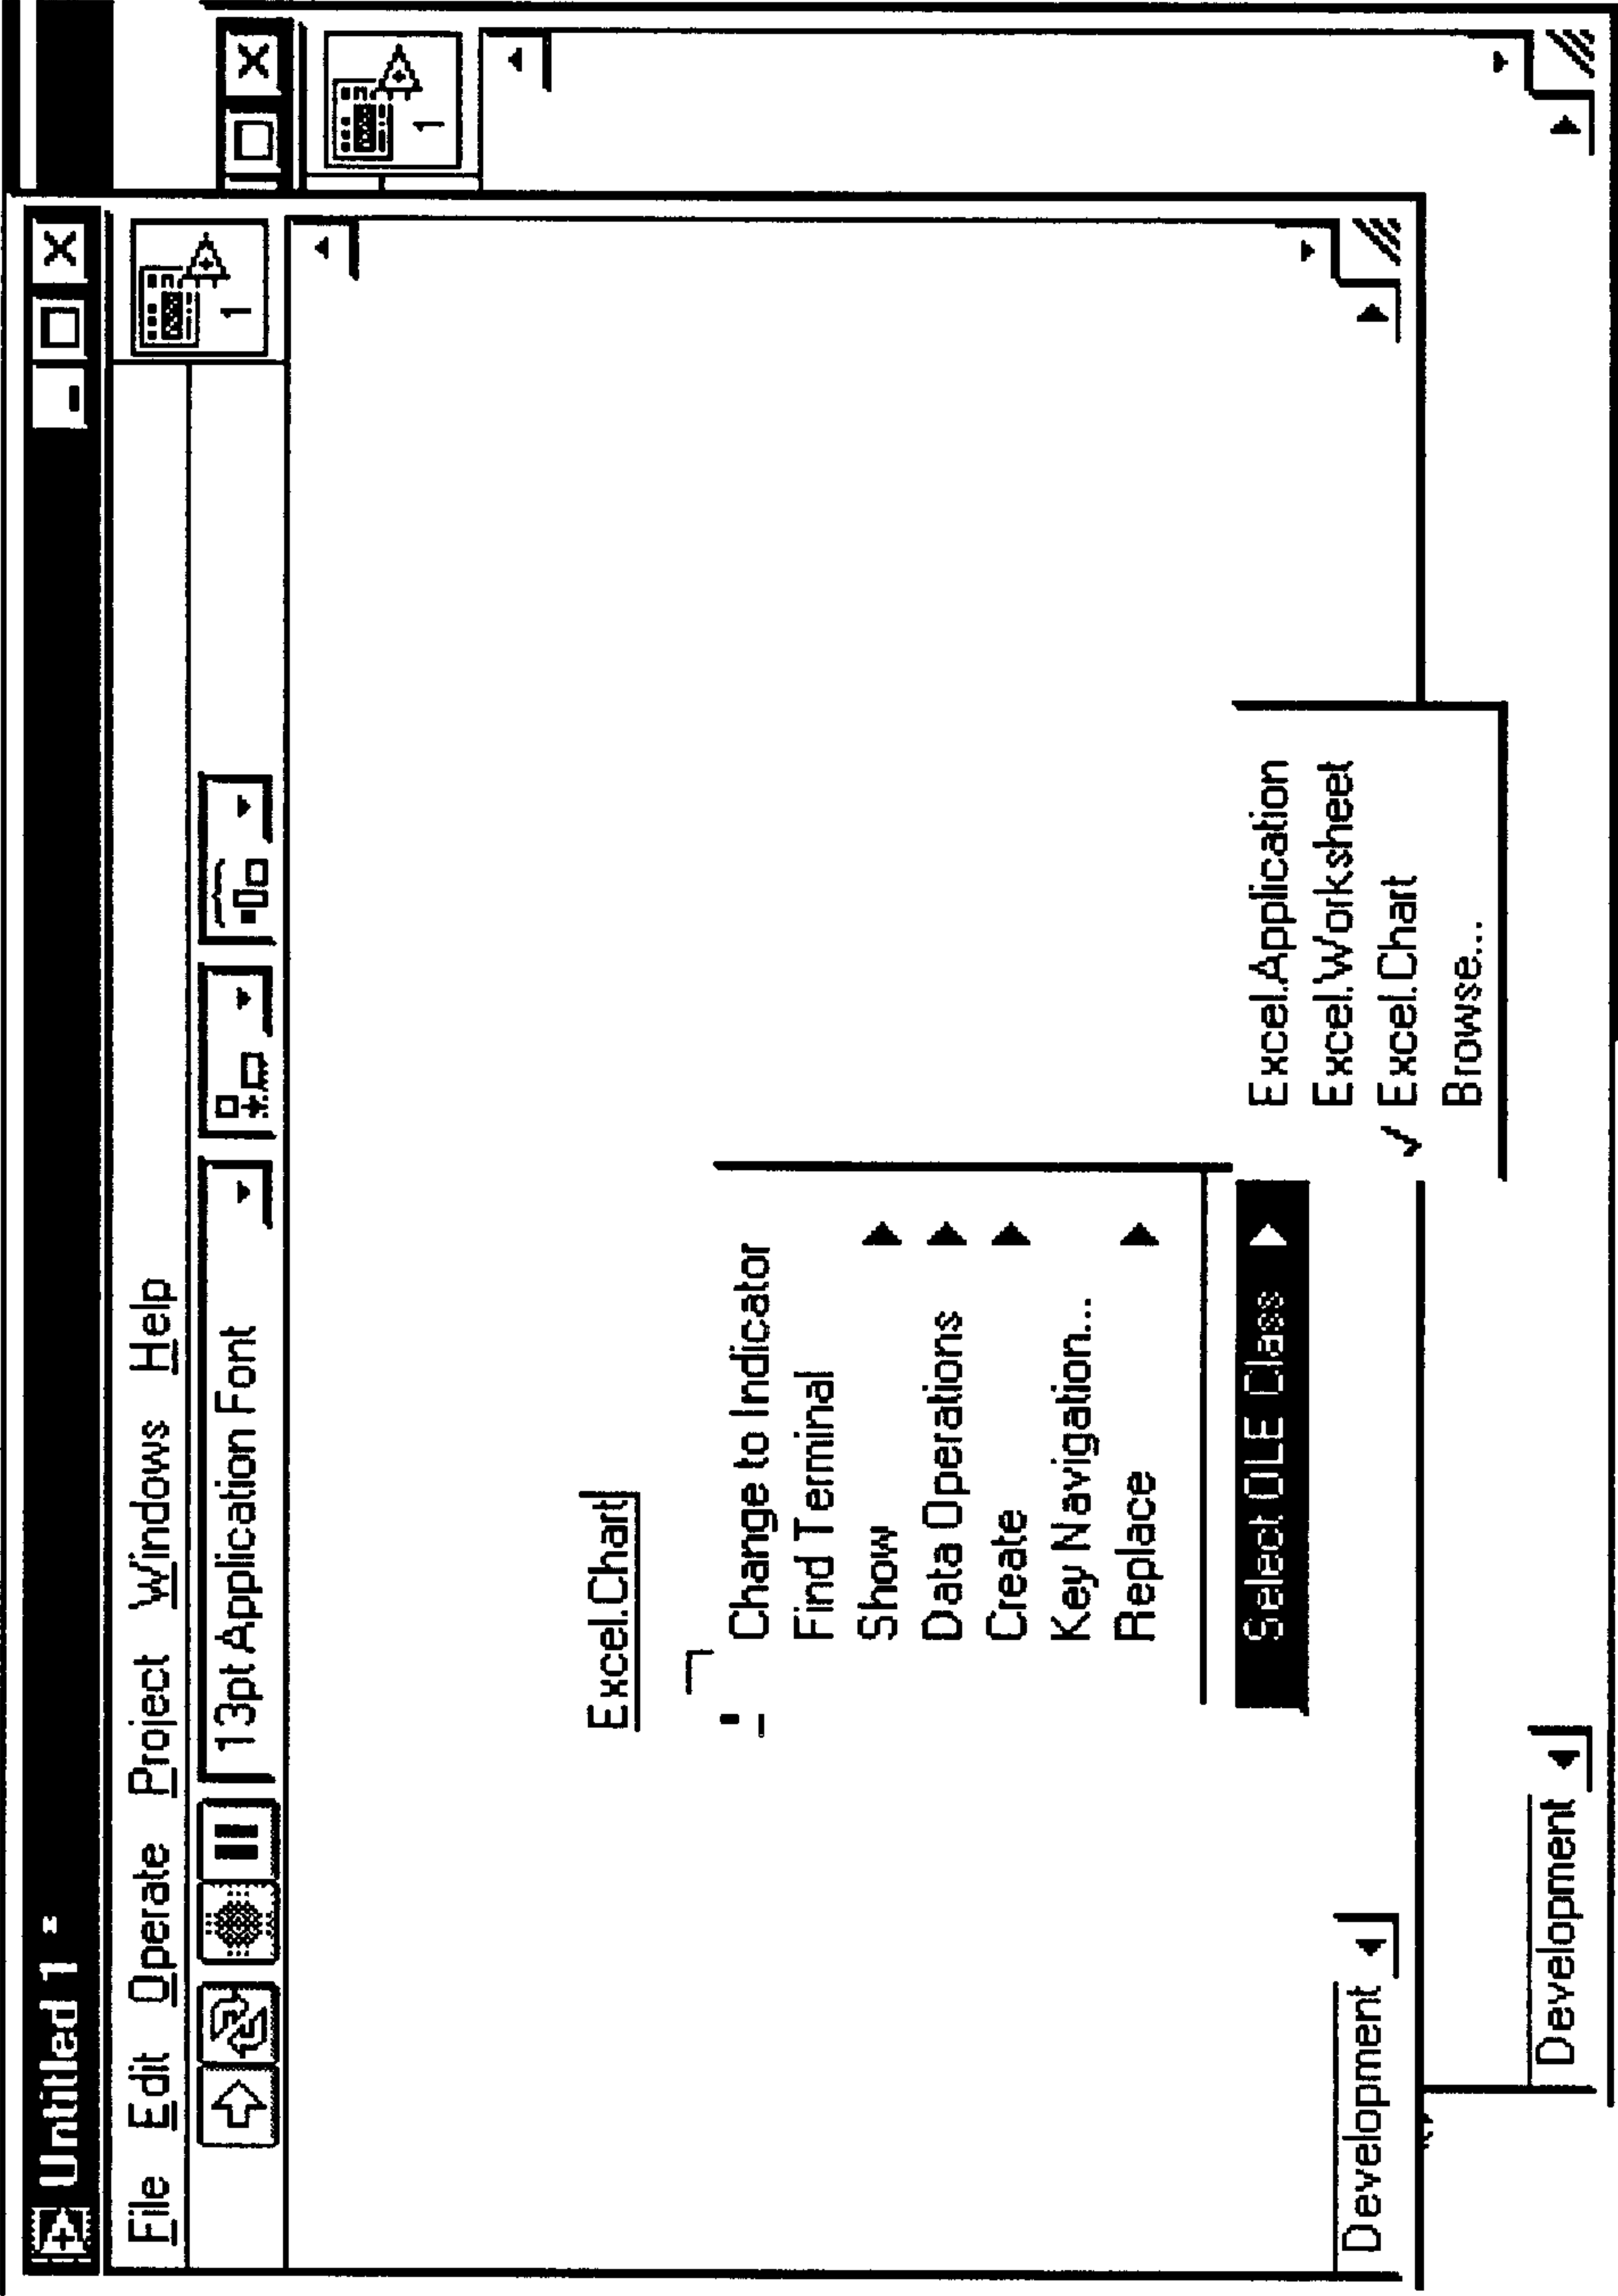 Untitled 1 *
File Edit Operate Project Windows Help
13pt Application Font
1
1
Excel.Chart
Change to Indicator
Find Terminal
Show
Data Operations
Create
Key Navigation...
Replace
Select OLE Class
Excel.Application
Excel.Worksheet
✓ Excel.Chart
Browse...
Development
Development